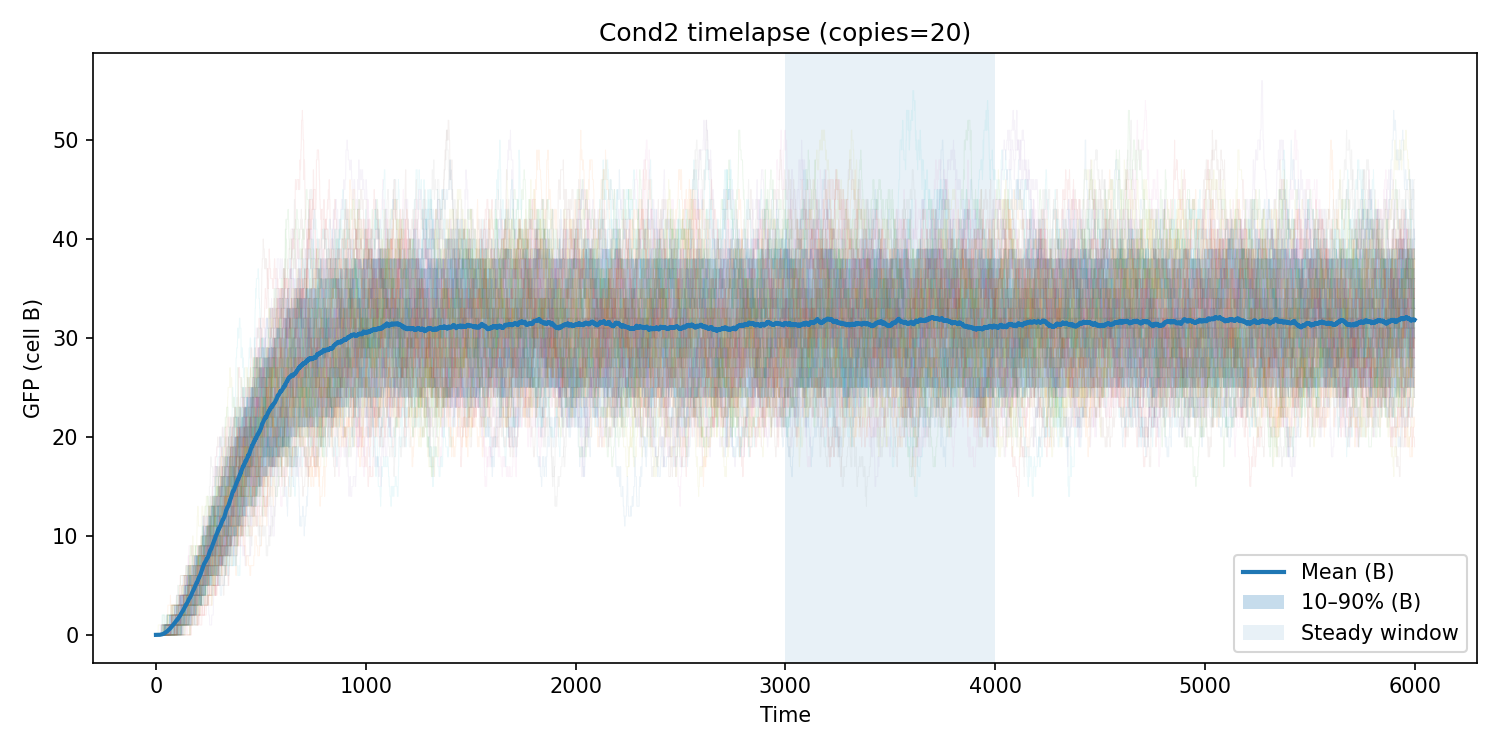 Cond2 timelapse (copies=20)
GFP (cell B)
50
40
30
20
10
0
Mean (B)
10–90% (B)
Steady window
0 1000 2000 3000 4000 5000 6000
Time